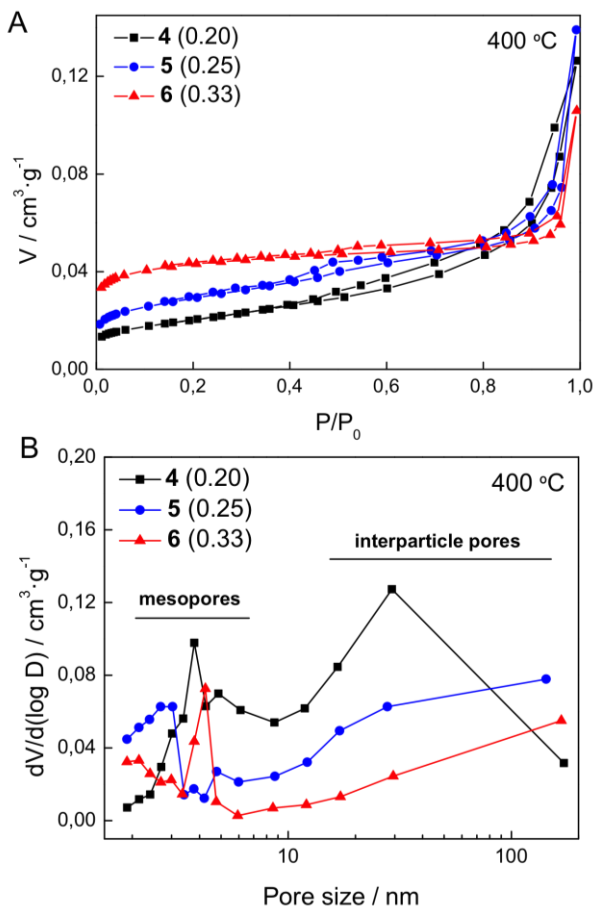 A
4 (0.20)
5 (0.25)
6 (0.33)
400 °C
0,12
0,08
0,04
0,00
V / cm³·g⁻¹
0,0 0,2 0,4 0,6 0,8 1,0
P/P₀
B
4 (0.20)
5 (0.25)
6 (0.33)
400 °C
interparticle pores
mesopores
0,20
0,16
0,12
0,08
0,04
0,00
dV/d(log D) / cm³·g⁻¹
10 100
Pore size / nm